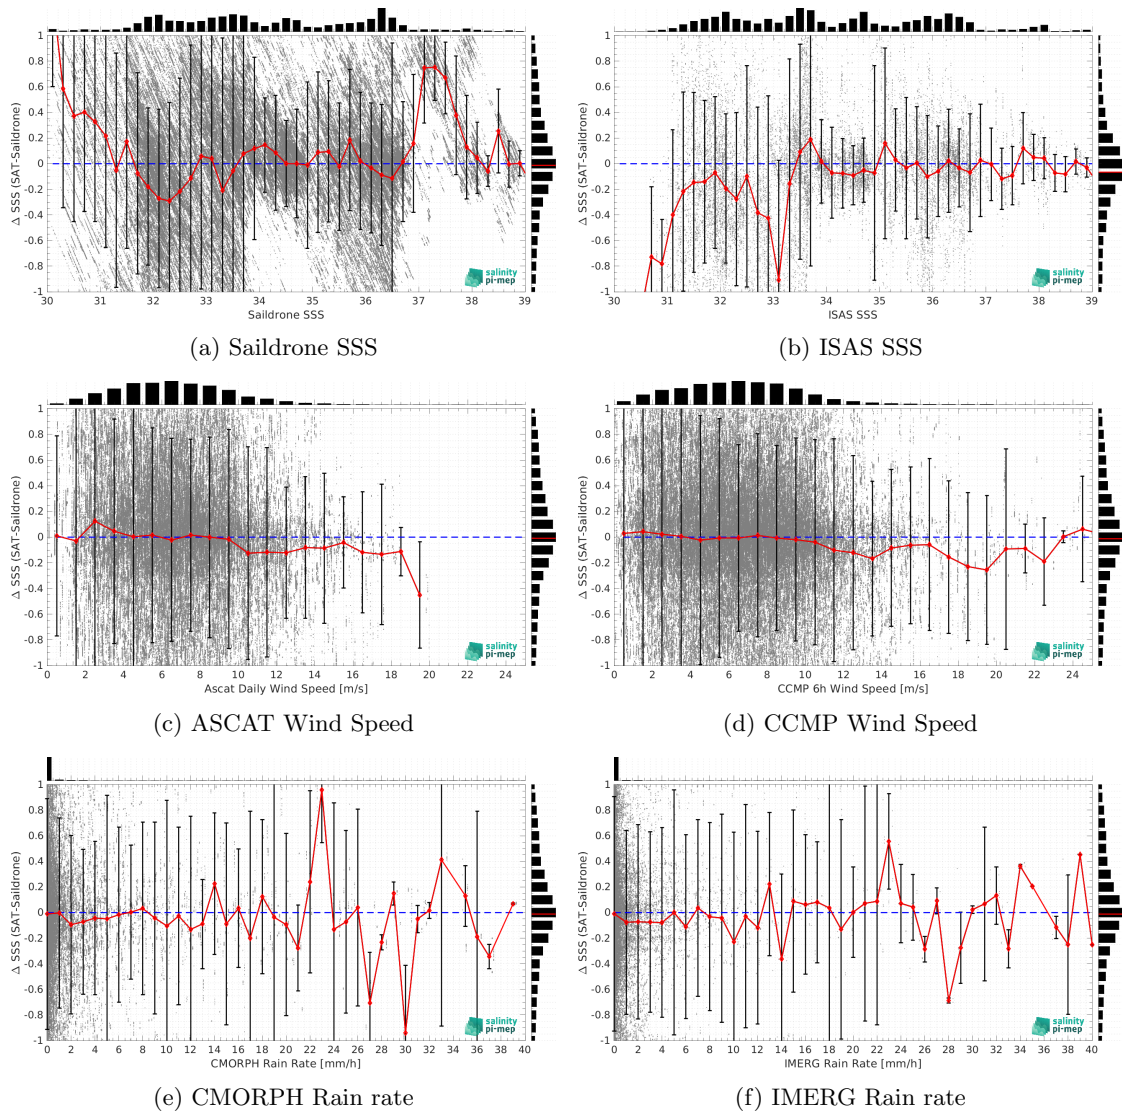 1
0.8
0.6
0.4
0.2
0
-0.2
-0.4
-0.6
-0.8
-1
Δ SSS (SAT-Saildrone)
30 31 32 33 34 35 36 37 38 39
Saildrone SSS
salinity
pi-mep
(a) Saildrone SSS
1
0.8
0.6
0.4
0.2
0
-0.2
-0.4
-0.6
-0.8
-1
Δ SSS (SAT-Saildrone)
30 31 32 33 34 35 36 37 38 39
ISAS SSS
salinity
pi-mep
(b) ISAS SSS
1
0.8
0.6
0.4
0.2
0
-0.2
-0.4
-0.6
-0.8
-1
Δ SSS (SAT-Saildrone)
0 2 4 6 8 10 12 14 16 18 20 22 24
Ascat Daily Wind Speed [m/s]
salinity
pi-mep
(c) ASCAT Wind Speed
1
0.8
0.6
0.4
0.2
0
-0.2
-0.4
-0.6
-0.8
-1
Δ SSS (SAT-Saildrone)
0 2 4 6 8 10 12 14 16 18 20 22 24
CCMP 6h Wind Speed [m/s]
salinity
pi-mep
(d) CCMP Wind Speed
1
0.8
0.6
0.4
0.2
0
-0.2
-0.4
-0.6
-0.8
-1
Δ SSS (SAT-Saildrone)
0 2 4 6 8 10 12 14 16 18 20 22 24 26 28 30 32 34 36 38 40
CMORPH Rain Rate [mm/h]
salinity
pi-mep
(e) CMORPH Rain rate
1
0.8
0.6
0.4
0.2
0
-0.2
-0.4
-0.6
-0.8
-1
Δ SSS (SAT-Saildrone)
0 2 4 6 8 10 12 14 16 18 20 22 24 26 28 30 32 34 36 38 40
IMERG Rain Rate [mm/h]
salinity
pi-mep
(f) IMERG Rain rate